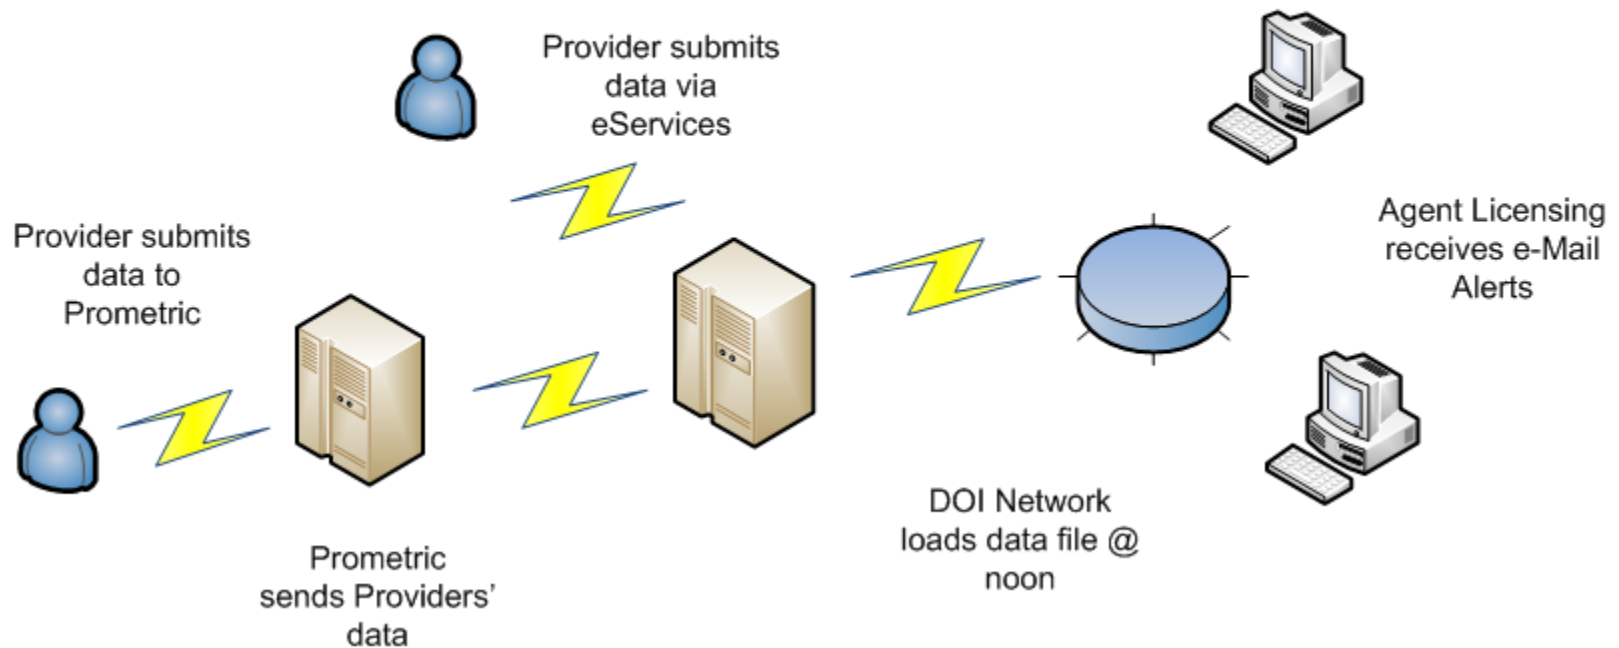 Provider submits
data via
eServices
Provider submits
data to
Prometric
Agent Licensing
receives e-Mail
Alerts
DOI Network
loads data file @
noon
Prometric
sends Providers’
data